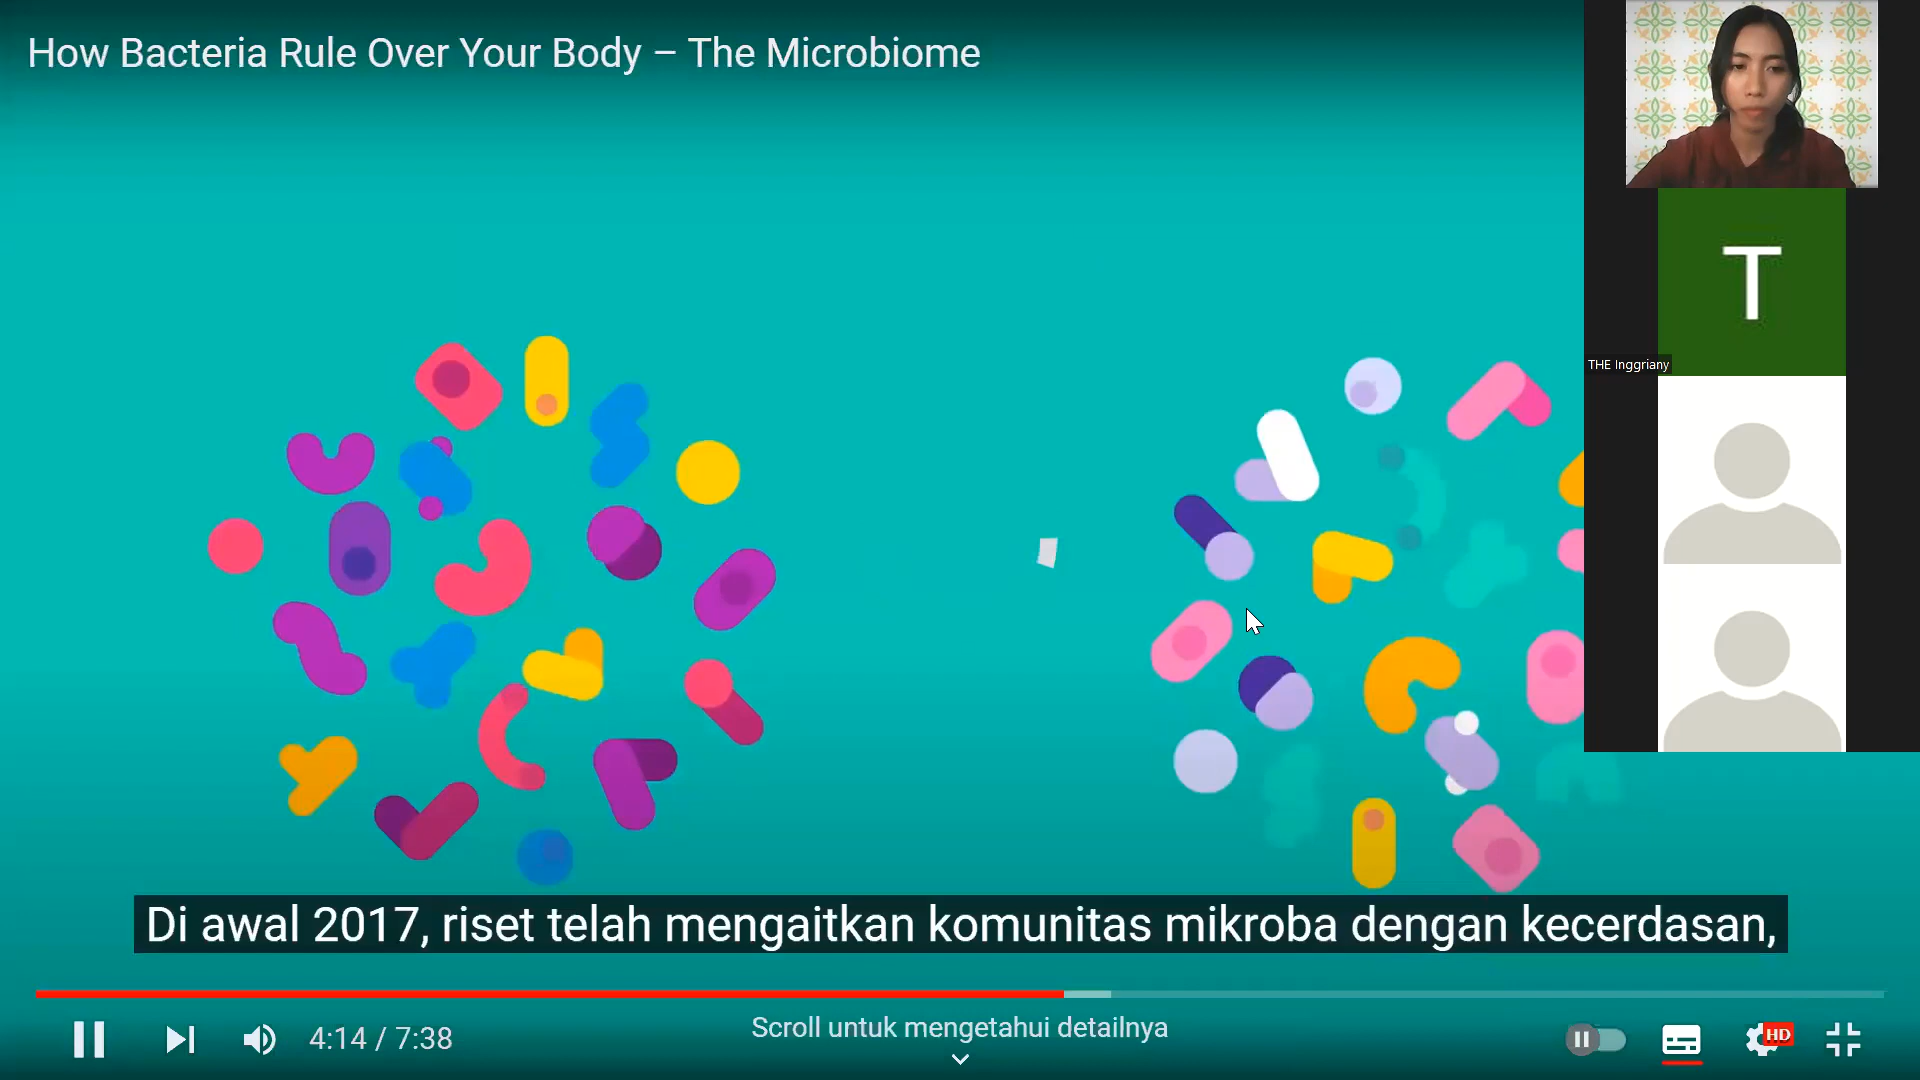 How Bacteria Rule Over Your Body – The Microbiome
T
THE Inggriany
Di awal 2017, riset telah mengaitkan komunitas mikroba dengan kecerdasan,
4:14 / 7:38
Scroll untuk mengetahui detailnya
HD